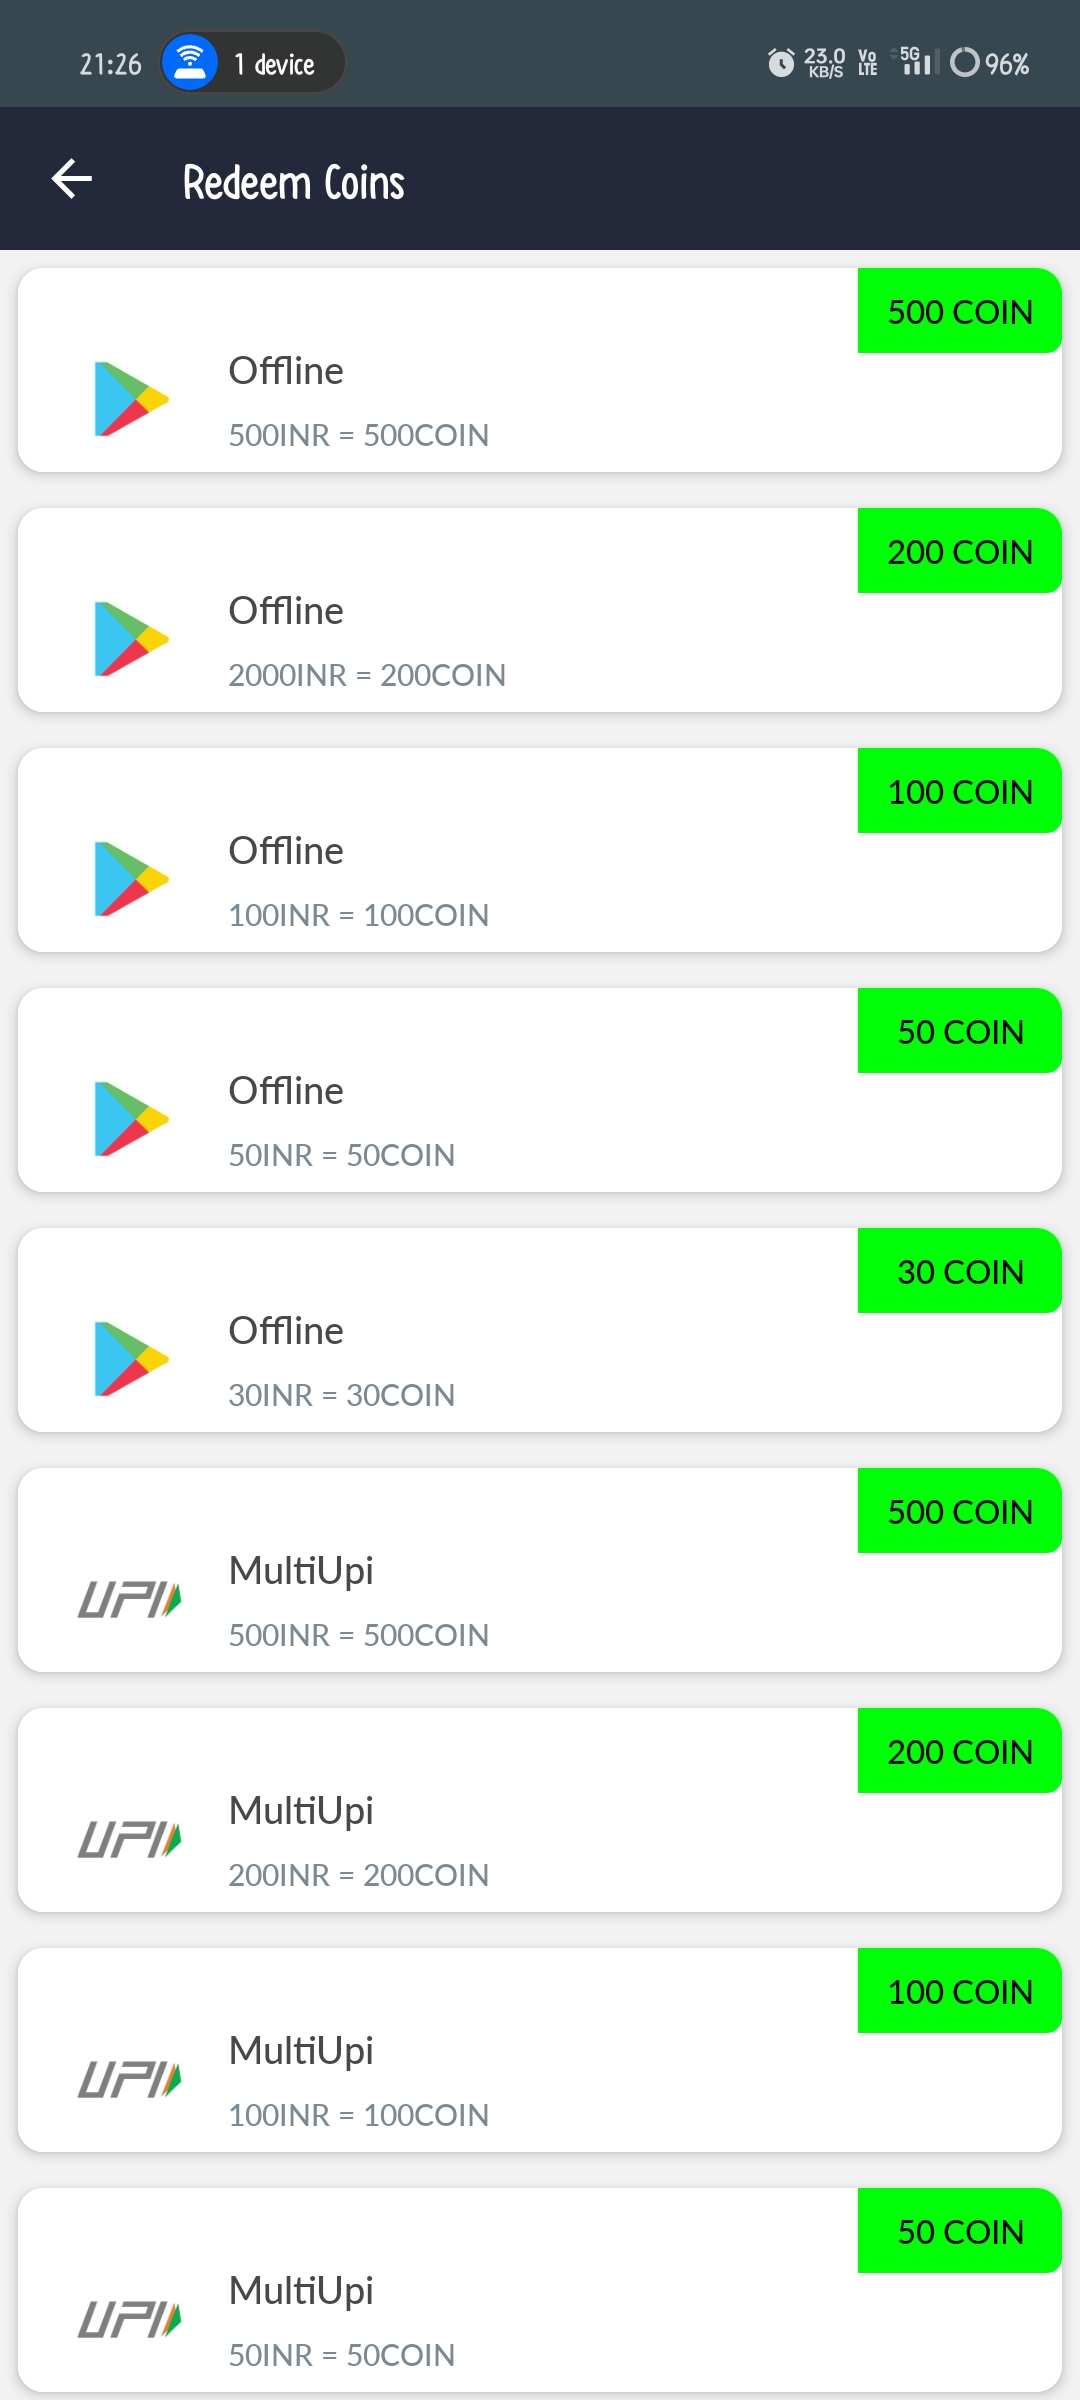 21:26 1 device 23.0 KB/S Vo LTE 5G 96%
Redeem Coins
500 COIN
Offline
500INR = 500COIN
200 COIN
Offline
2000INR = 200COIN
100 COIN
Offline
100INR = 100COIN
50 COIN
Offline
50INR = 50COIN
30 COIN
Offline
30INR = 30COIN
500 COIN
UPI MultiUpi
500INR = 500COIN
200 COIN
UPI MultiUpi
200INR = 200COIN
100 COIN
UPI MultiUpi
100INR = 100COIN
50 COIN
UPI MultiUpi
50INR = 50COIN